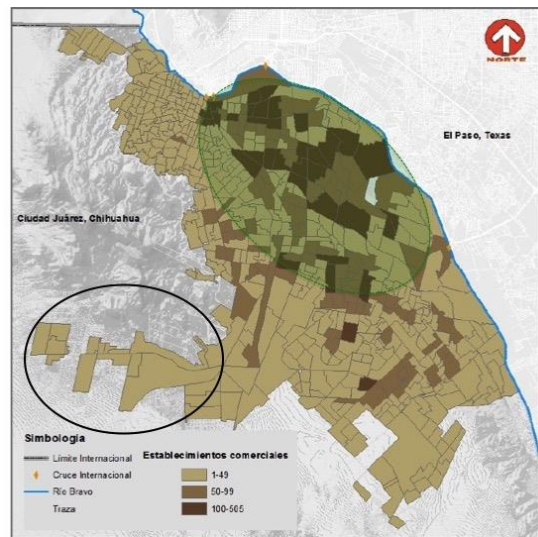 NORTE
El Paso, Texas
Ciudad Juárez, Chihuahua
Simbología
Límite Internacional
Cruce Internacional
Río Bravo
Traza
Establecimientos comerciales
1-49
50-99
100-505